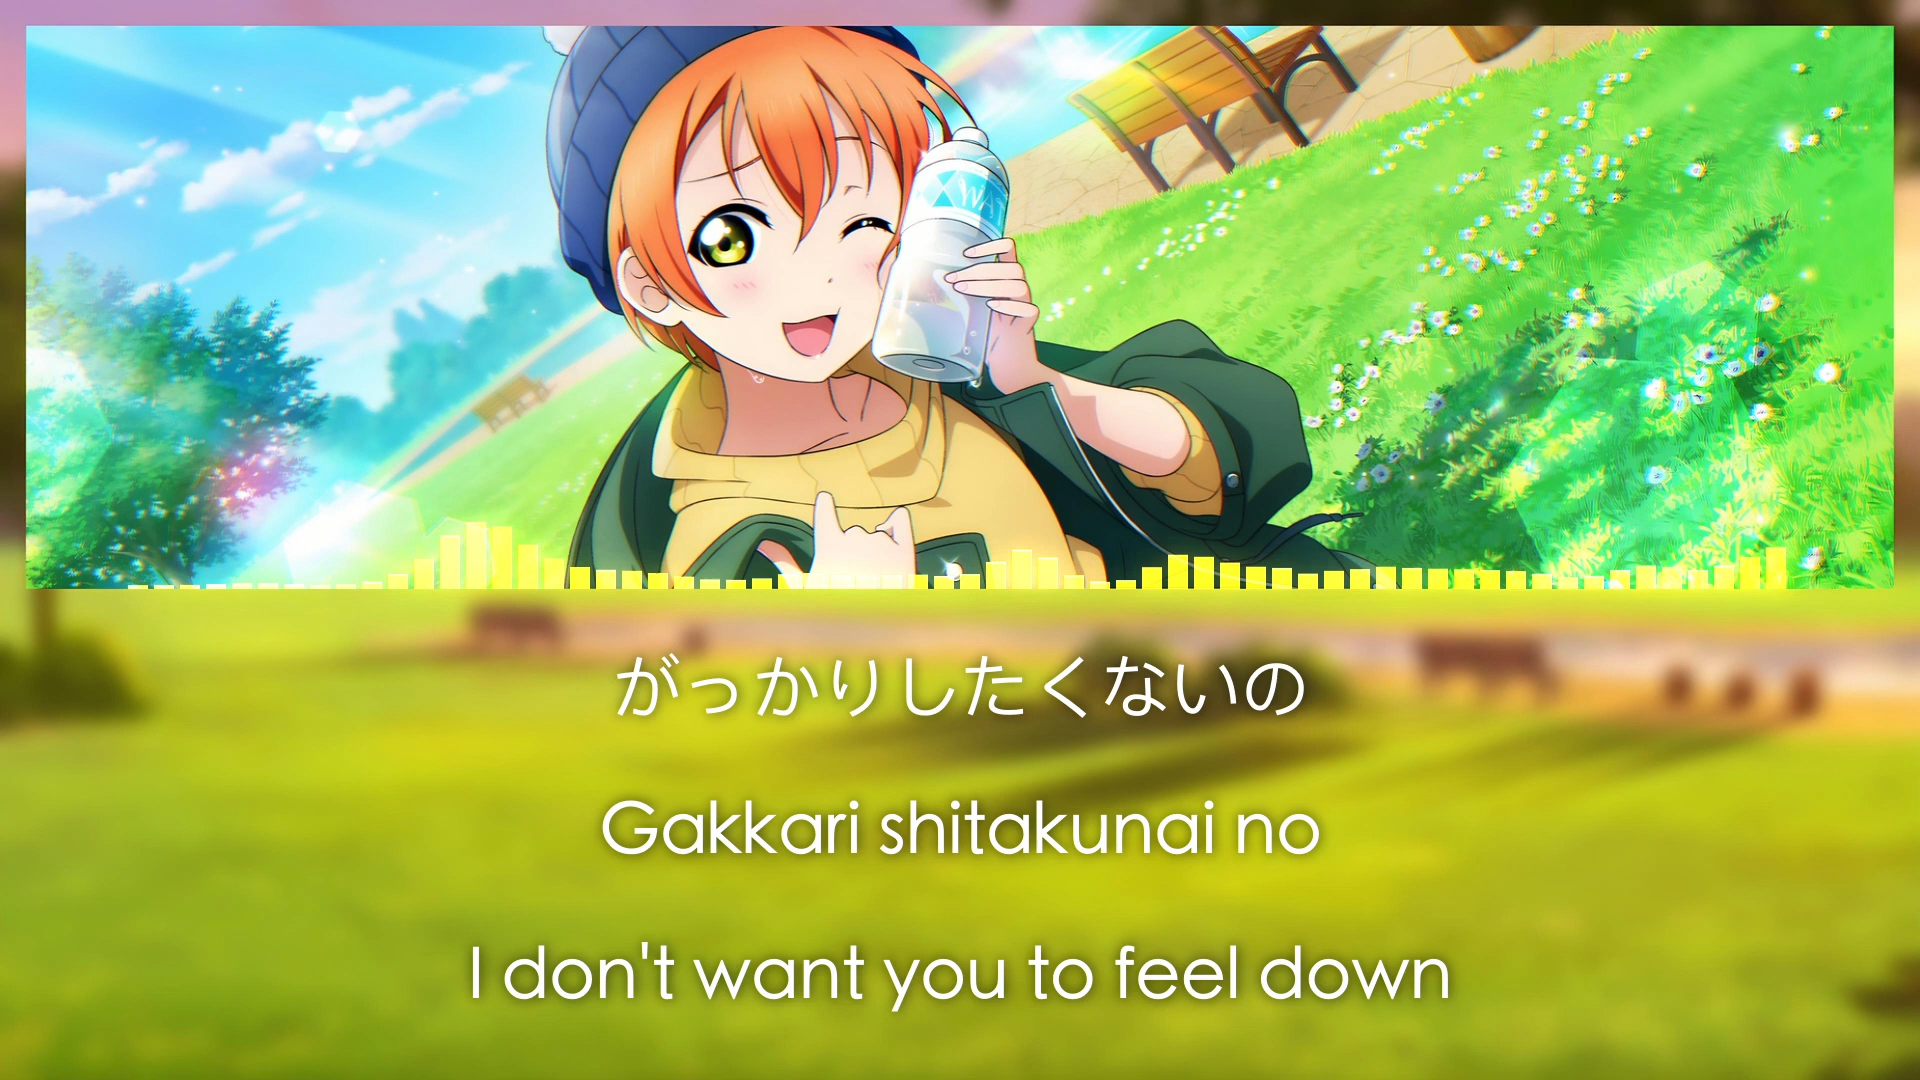 がっかりしたくないの
Gakkari shitakunai no
I don't want you to feel down